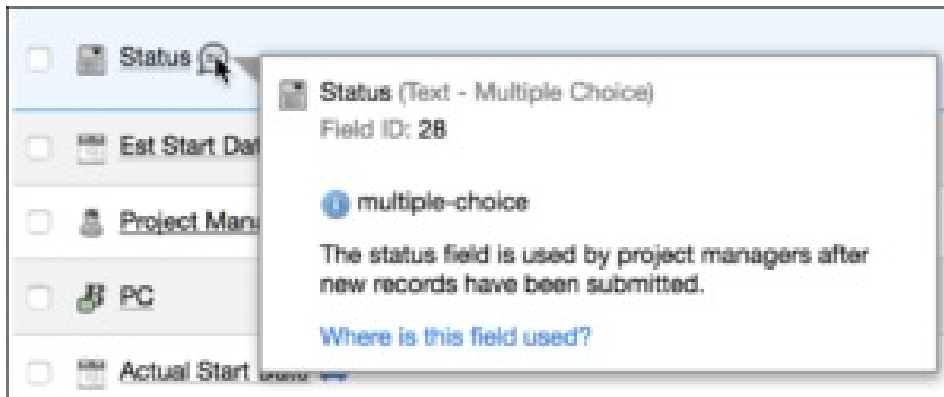 Status
Status (Text - Multiple Choice)
Field ID: 28
Est Start Dat
multiple-choice
Project Mana
The status field is used by project managers after
new records have been submitted.
PC
Where is this field used?
Actual Start